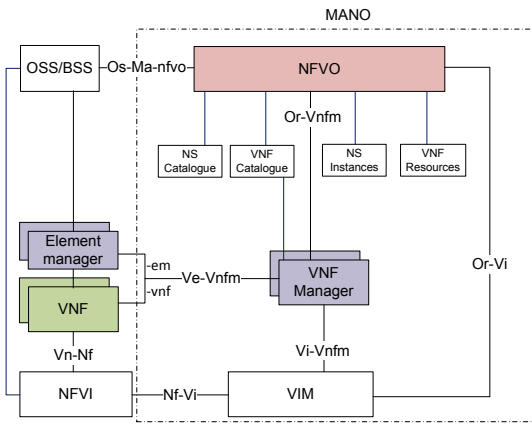 MANO
OSS/BSS
Os-Ma-nfvo
NFVO
Or-Vnfm
NS
Catalogue
VNF
Catalogue
NS
Instances
VNF
Resources
Element
manager
-em
Ve-Vnfm
-vnf
VNF
Manager
Or-Vi
VNF
Vn-Nf
Vi-Vnfm
NFVI
Nf-Vi
VIM